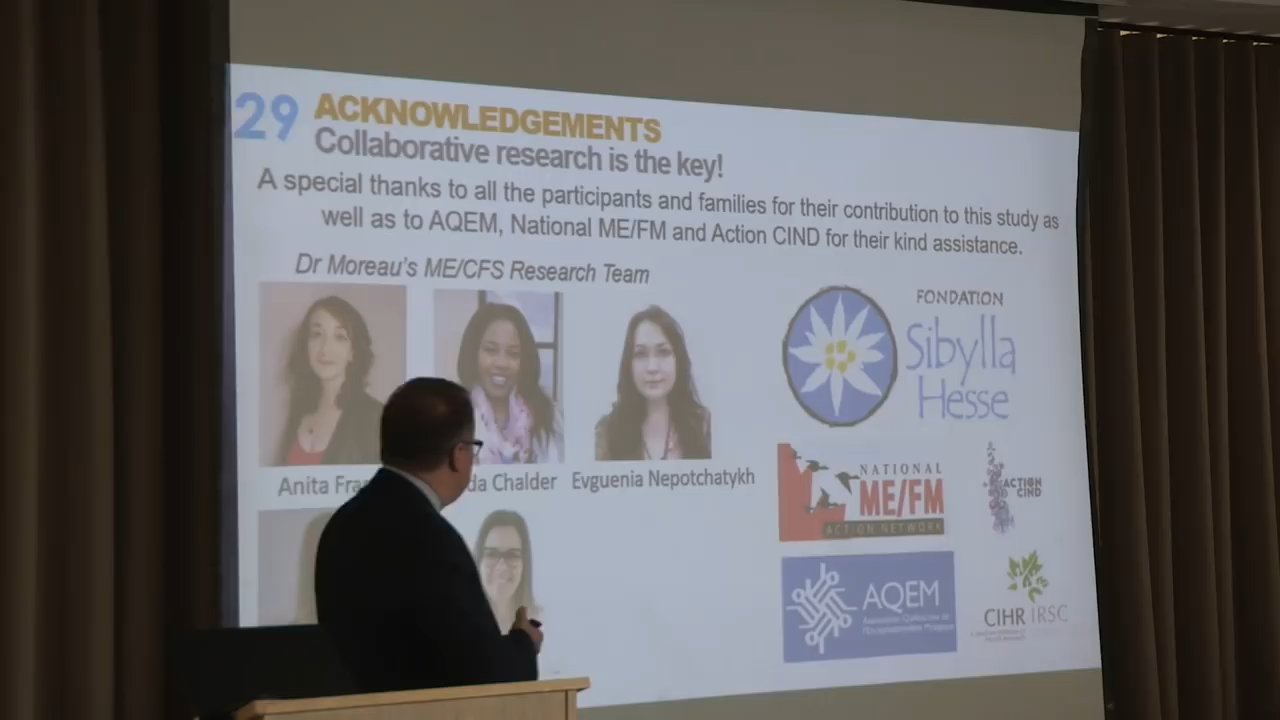 29
ACKNOWLEDGEMENTS
Collaborative research is the key!
A special thanks to all the participants and families for their contribution to this study as
well as to AQEM, National ME/FM and Action CIND for their kind assistance.
Dr Moreau's ME/CFS Research Team
Anita
Chalder
Evguenia Nepotchatykh
FONDATION
Sibylla
Hesse
NATIONAL
ME/FM
ACTION NETWORK
ACTION
CIND
AQEM
CIHR IRSC